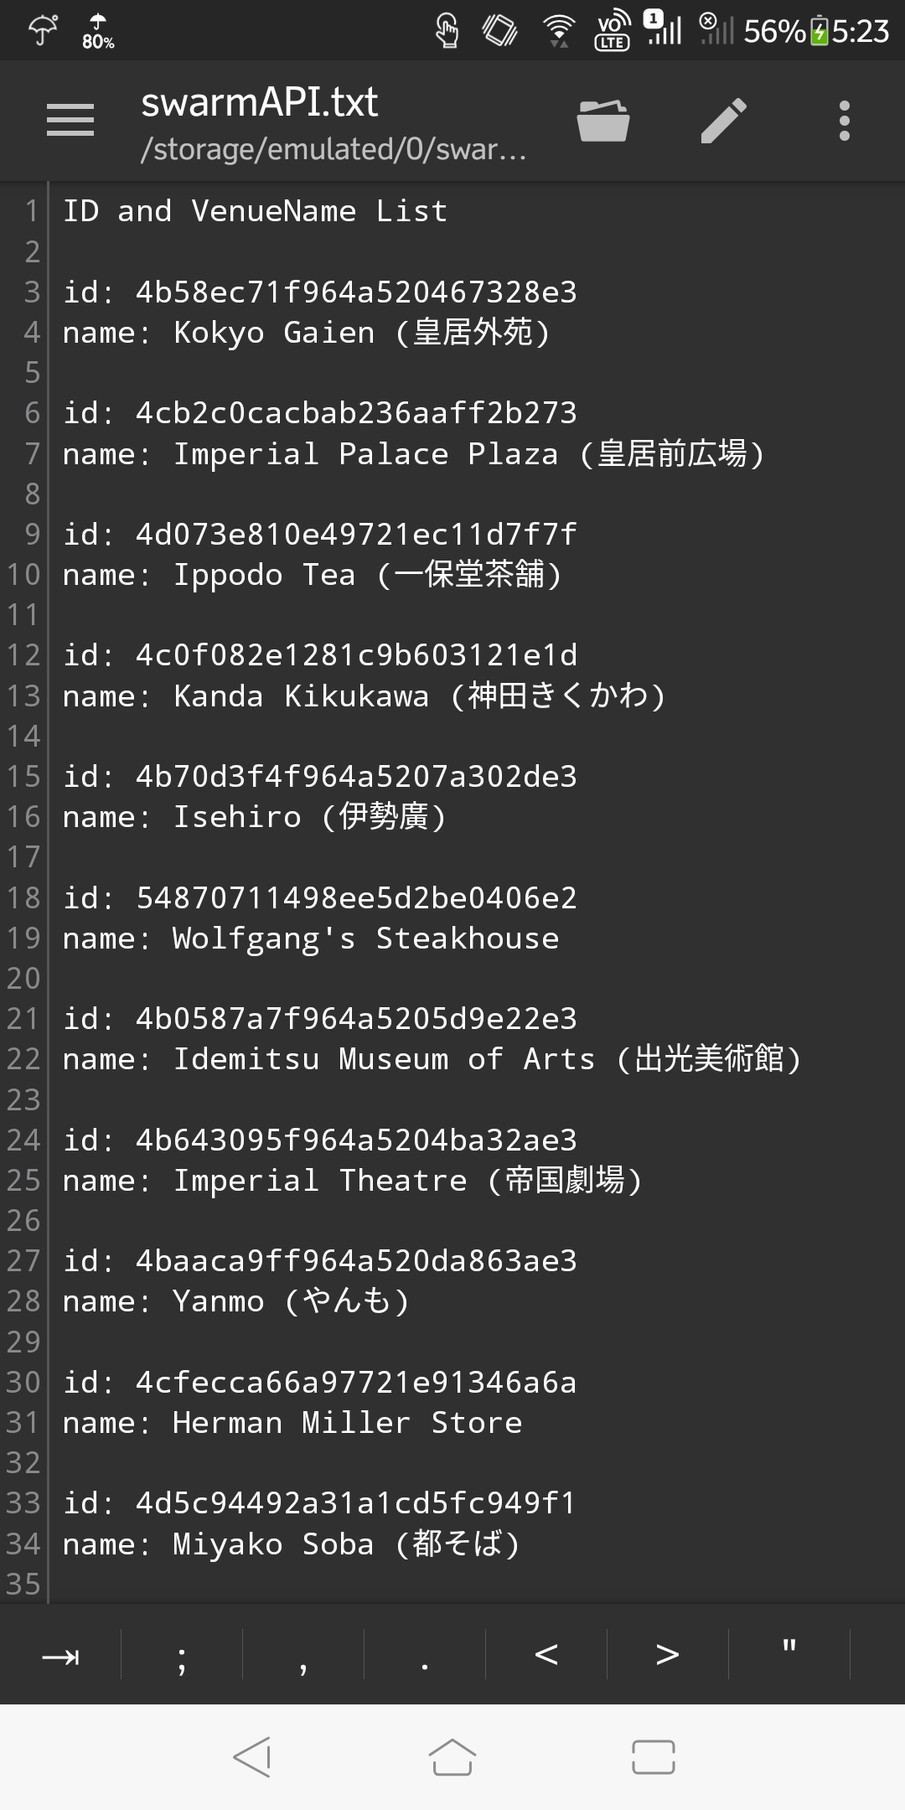 80%
VO LTE
1
56% 5:23
swarmAPI.txt
/storage/emulated/0/swar...
1 ID and VenueName List
2
3 id: 4b58ec71f964a520467328e3
4 name: Kokyo Gaien (皇居外苑)
5
6 id: 4cb2c0cacbab236aaff2b273
7 name: Imperial Palace Plaza (皇居前広場)
8
9 id: 4d073e810e49721ec11d7f7f
10 name: Ippodo Tea (一保堂茶舗)
11
12 id: 4c0f082e1281c9b603121e1d
13 name: Kanda Kikukawa (神田きくかわ)
14
15 id: 4b70d3f4f964a5207a302de3
16 name: Isehiro (伊勢廣)
17
18 id: 54870711498ee5d2be0406e2
19 name: Wolfgang's Steakhouse
20
21 id: 4b0587a7f964a5205d9e22e3
22 name: Idemitsu Museum of Arts (出光美術館)
23
24 id: 4b643095f964a5204ba32ae3
25 name: Imperial Theatre (帝国劇場)
26
27 id: 4baaca9ff964a520da863ae3
28 name: Yanmo (やんも)
29
30 id: 4cfecca66a97721e91346a6a
31 name: Herman Miller Store
32
33 id: 4d5c94492a31a1cd5fc949f1
34 name: Miyako Soba (都そば)
35
; , . < > "